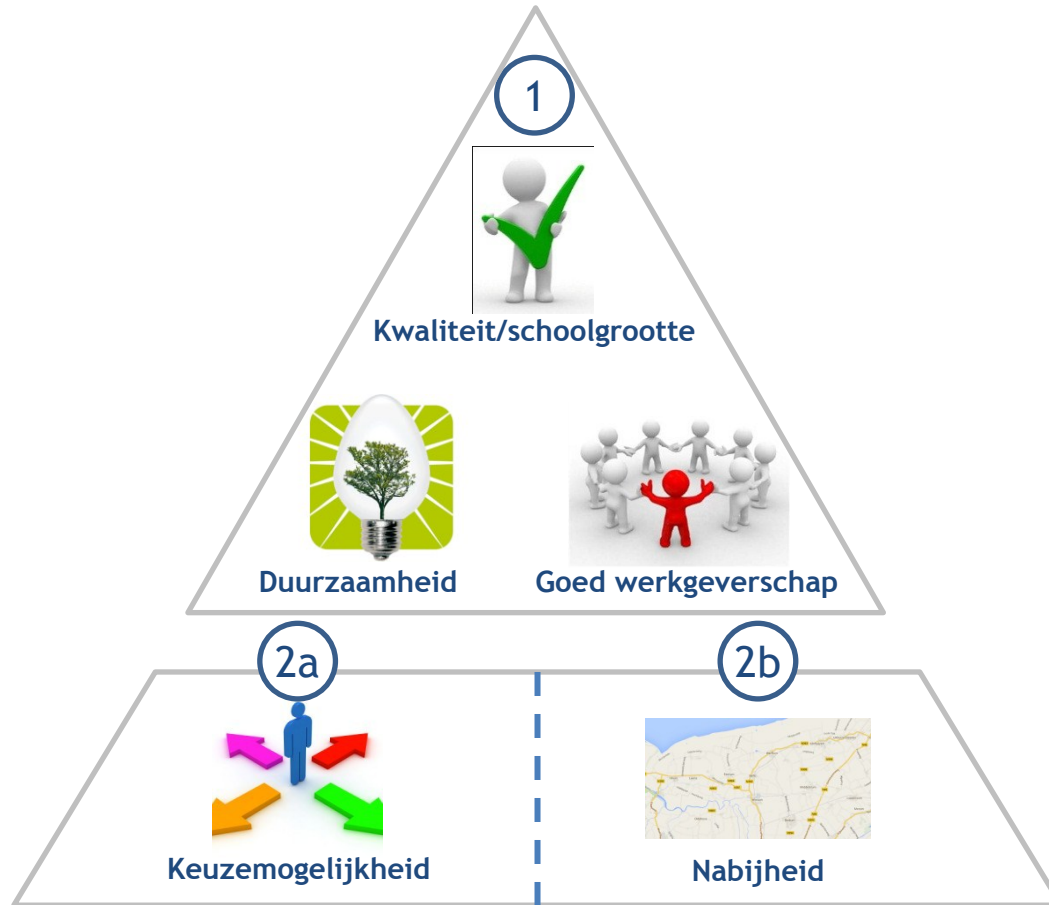 1
Kwaliteit/schoolgrootte
Duurzaamheid
Goed werkgeverschap
2a
2b
Keuzemogelijkheid
Nabijheid